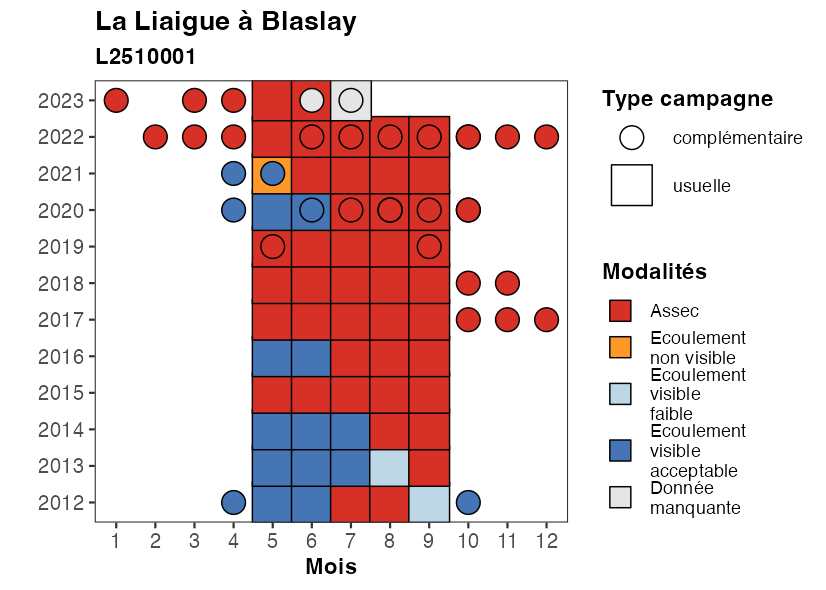 La Liaigue à Blaslay
L2510001
2023
2022
2021
2020
2019
2018
2017
2016
2015
2014
2013
2012
1 2 3 4 5 6 7 8 9 10 11 12
Mois
Type campagne
complémentaire
usuelle
Modalités
Assec
Ecoulement
non visible
Ecoulement
visible
faible
Ecoulement
visible
acceptable
Donnée
manquante